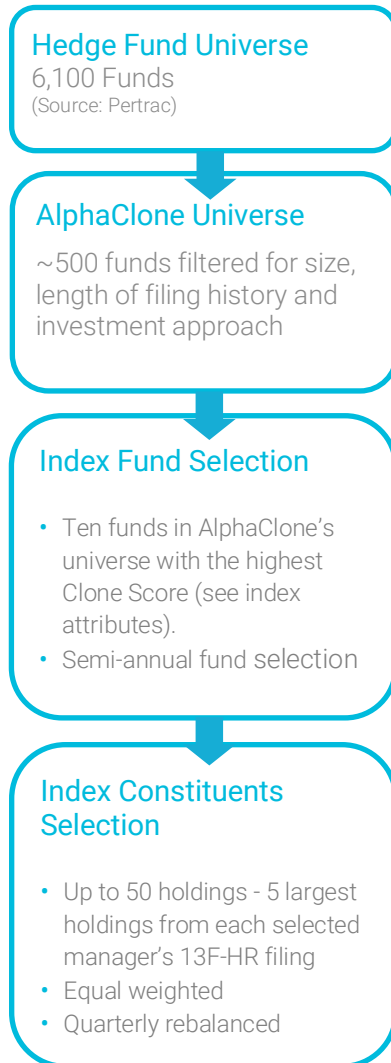 Hedge Fund Universe
6,100 Funds
(Source: Pertrac)
AlphaClone Universe
~500 funds filtered for size,
length of filing history and
investment approach
Index Fund Selection
• Ten funds in AlphaClone's
universe with the highest
Clone Score (see index
attributes).
• Semi-annual fund selection
Index Constituents
Selection
• Up to 50 holdings - 5 largest
holdings from each selected
manager's 13F-HR filing
• Equal weighted
• Quarterly rebalanced